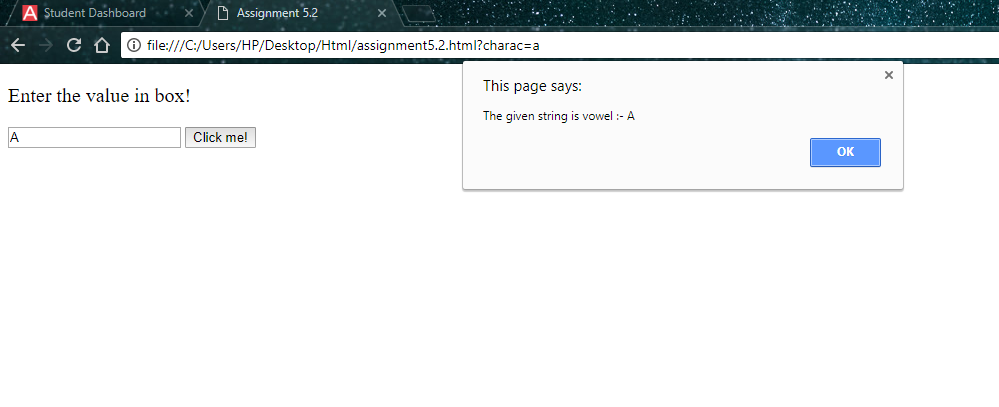 Student Dashboard
Assignment 5.2
file:///C:/Users/HP/Desktop/Html/assignment5.2.html?charac=a
This page says:
The given string is vowel :- A
OK
Enter the value in box!
A
Click me!